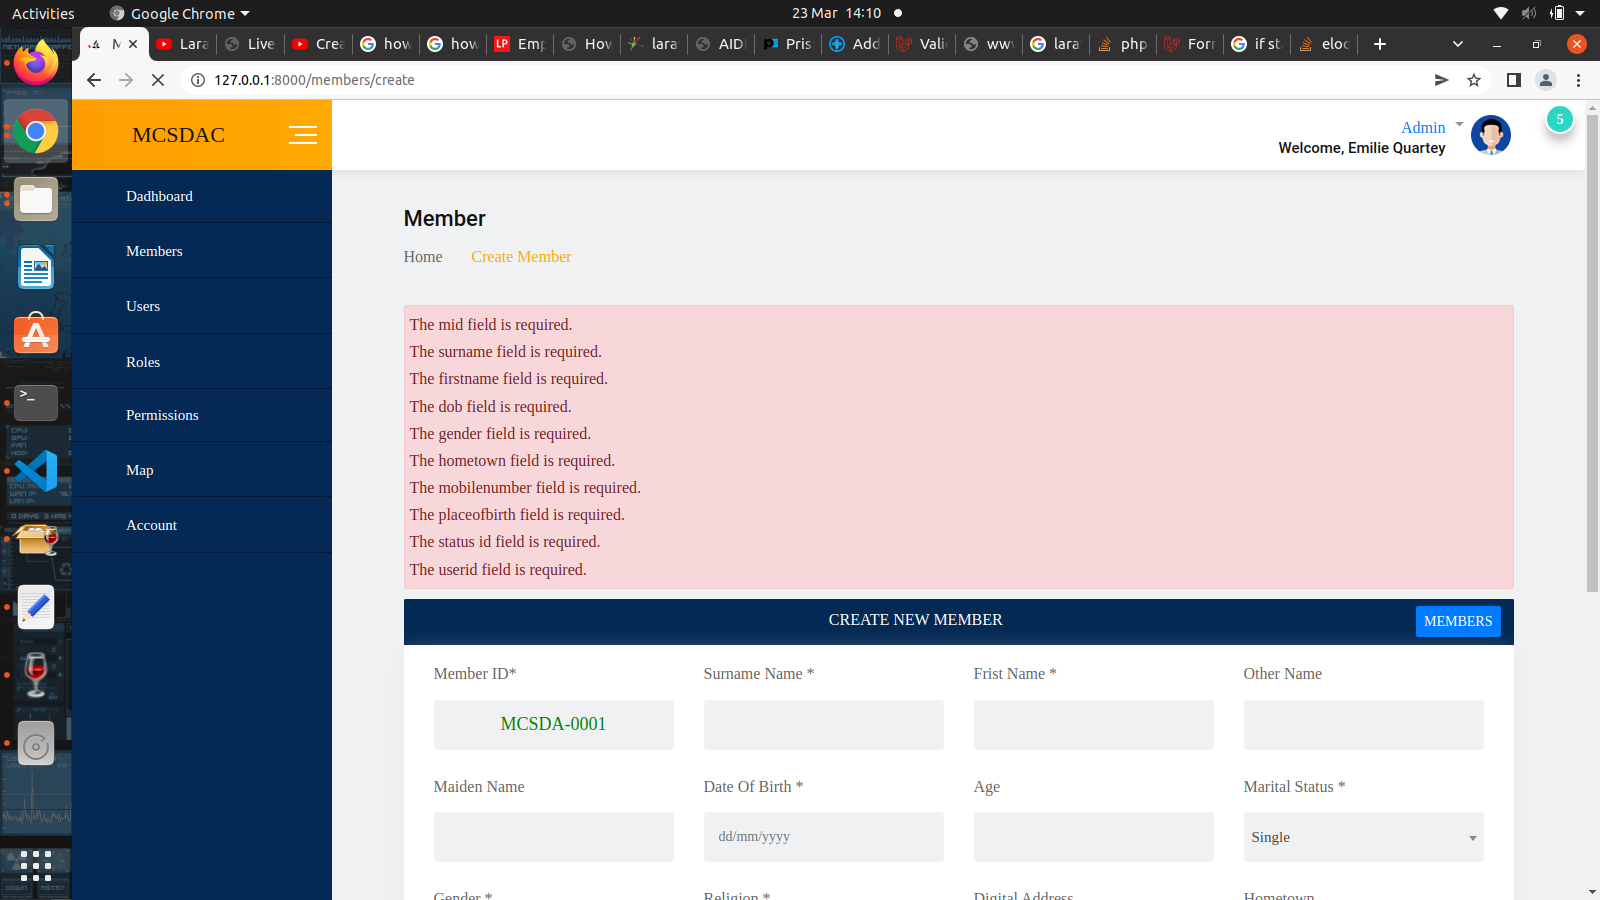 Activities
Google Chrome
23 Mar 14:10
M
Lara
Live
Crea
how
how
LP
Emp
How
lara
AIDI
Pris
Add
Vali
ww
lara
php
Forr
if st
eloq
127.0.0.1:8000/members/create
MCSDAC
Admin
Welcome, Emilie Quartey
5
Dadhboard
Members
Users
Roles
Permissions
Map
Account
Member
Home
Create Member
The mid field is required.
The surname field is required.
The firstname field is required.
The dob field is required.
The gender field is required.
The hometown field is required.
The mobilenumber field is required.
The placeofbirth field is required.
The status id field is required.
The userid field is required.
CREATE NEW MEMBER
MEMBERS
Member ID*
Surname Name *
Frist Name *
Other Name
MCSDA-0001
Maiden Name
Date Of Birth *
Age
Marital Status *
dd/mm/yyyy
Single
Gender *
Religion *
Digital Address
Hometown